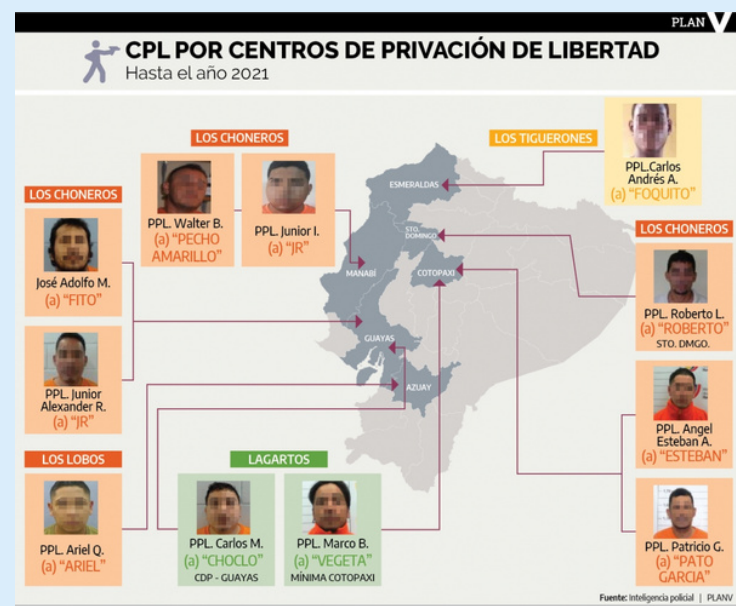 PLAN V
CPL POR CENTROS DE PRIVACIÓN DE LIBERTAD
Hasta el año 2021
LOS CHONEROS
PPL. Walter B.
(a) "PECHO
AMARILLO"
PPL. Junior I.
(a) "JR"
LOS TIGUERONES
PPL.Carlos
Andrés A.
(a) "FOQUITO"
LOS CHONEROS
José Adolfo M.
(a) "FITO"
PPL. Junior
Alexander R.
(a) "JR"
ESMERALDAS
STO.
DOMINGO
MANABÍ
COTOPAXI
GUAYAS
AZUAY
LOS CHONEROS
PPL. Roberto L.
(a) "ROBERTO"
STO. DMGO.
PPL. Angel
Esteban A.
(a) "ESTEBAN"
PPL. Patricio G.
(a) "PATO
GARCIA"
LOS LOBOS
PPL. Ariel Q.
(a) "ARIEL"
LAGARTOS
PPL. Carlos M.
(a) "CHOCLO"
CDP - GUAYAS
PPL. Marco B.
(a) "VEGETA"
MÍNIMA COTOPAXI
Fuente: Inteligencia policial | PLANV